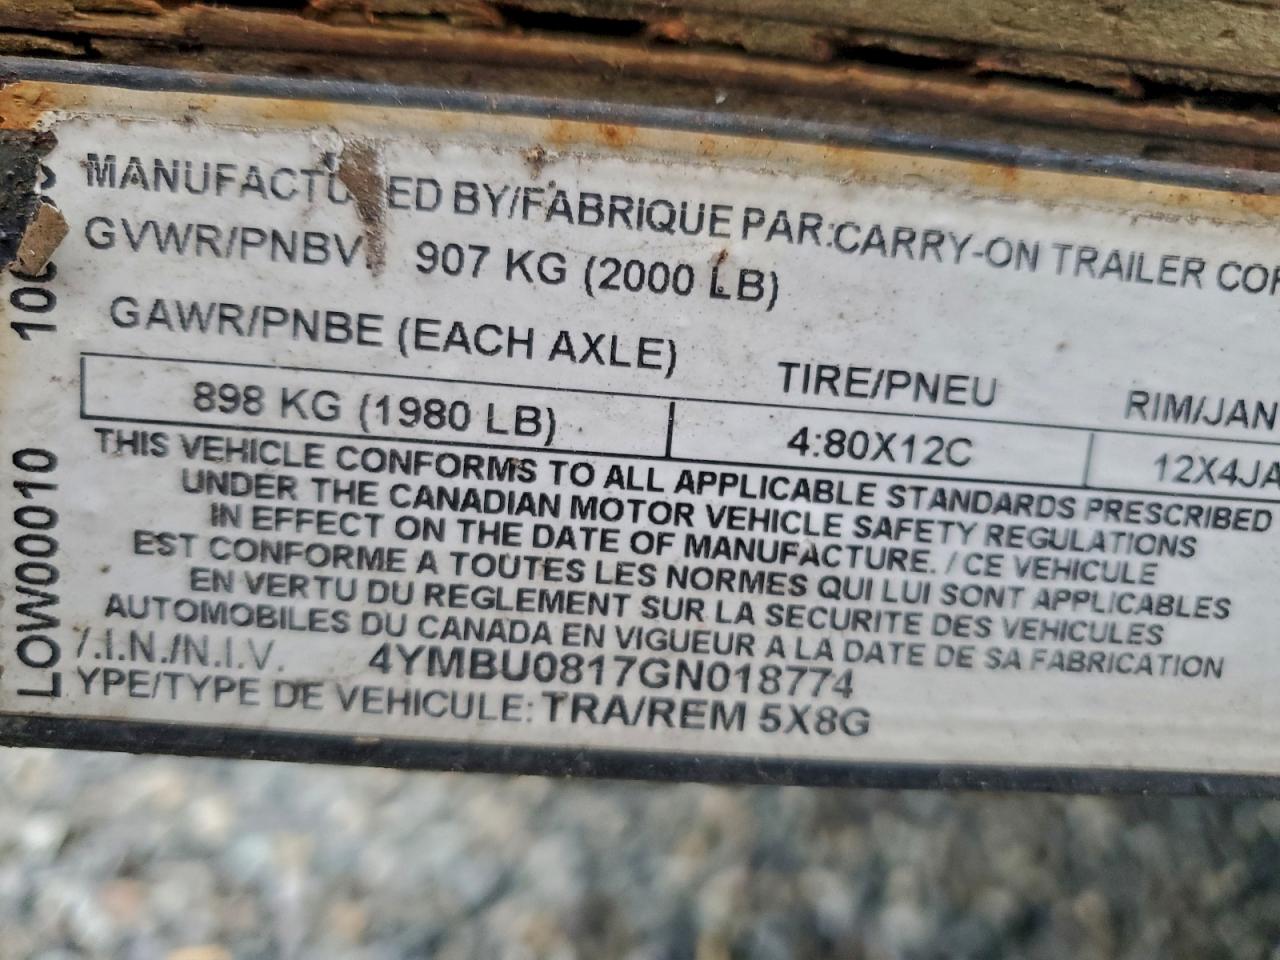 MANUFACTURED BY/FABRIQUE PAR:CARRY-ON TRAILER COR
GVWR/PNBV 907 KG (2000 LB)
GAWR/PNBE (EACH AXLE) TIRE/PNEU RIM/JAN
898 KG (1980 LB) 4:80X12C 12X4JA
THIS VEHICLE CONFORMS TO ALL APPLICABLE STANDARDS PRESCRIBED
UNDER THE CANADIAN MOTOR VEHICLE SAFETY REGULATIONS
IN EFFECT ON THE DATE OF MANUFACTURE. / CE VEHICULE
EST CONFORME A TOUTES LES NORMES QUI LUI SONT APPLICABLES
EN VERTU DU REGLEMENT SUR LA SECURITE DES VEHICULES
AUTOMOBILES DU CANADA EN VIGUEUR A LA DATE DE SA FABRICATION
/.I.N./N.I.V. 4YMBU0817GN018774
YPE/TYPE DE VEHICULE: TRA/REM 5X8G
LOW00010